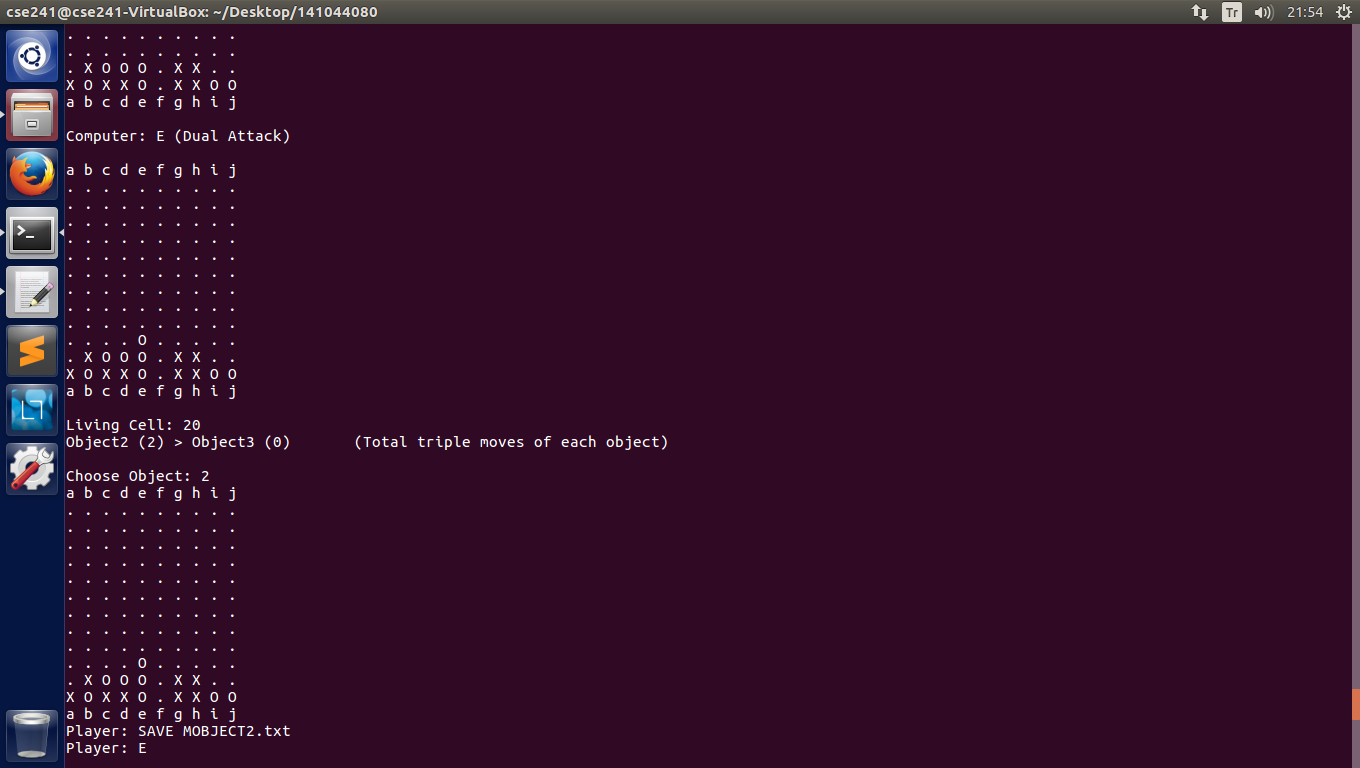 cse241@cse241-VirtualBox: ~/Desktop/141044080
Tr
21:54
. . . . . . . . . .
. . . . . . . . . .
. X O O O . X X . .
X O X X O . X X O O
a b c d e f g h i j
Computer: E (Dual Attack)
a b c d e f g h i j
. . . . . . . . . .
. . . . . . . . . .
. . . . . . . . . .
. . . . . . . . . .
. . . . . . . . . .
. . . . . . . . . .
. . . . . . . . . .
. . . . . . . . . .
. . . . . . . . . .
. . . . O . . . . .
. X O O O . X X . .
X O X X O . X X O O
a b c d e f g h i j
Living Cell: 20
Object2 (2) > Object3 (0)       (Total triple moves of each object)
Choose Object: 2
a b c d e f g h i j
. . . . . . . . . .
. . . . . . . . . .
. . . . . . . . . .
. . . . . . . . . .
. . . . . . . . . .
. . . . . . . . . .
. . . . . . . . . .
. . . . . . . . . .
. . . . . . . . . .
. . . . O . . . . .
. X O O O . X X . .
X O X X O . X X O O
a b c d e f g h i j
Player: SAVE MOBJECT2.txt
Player: E